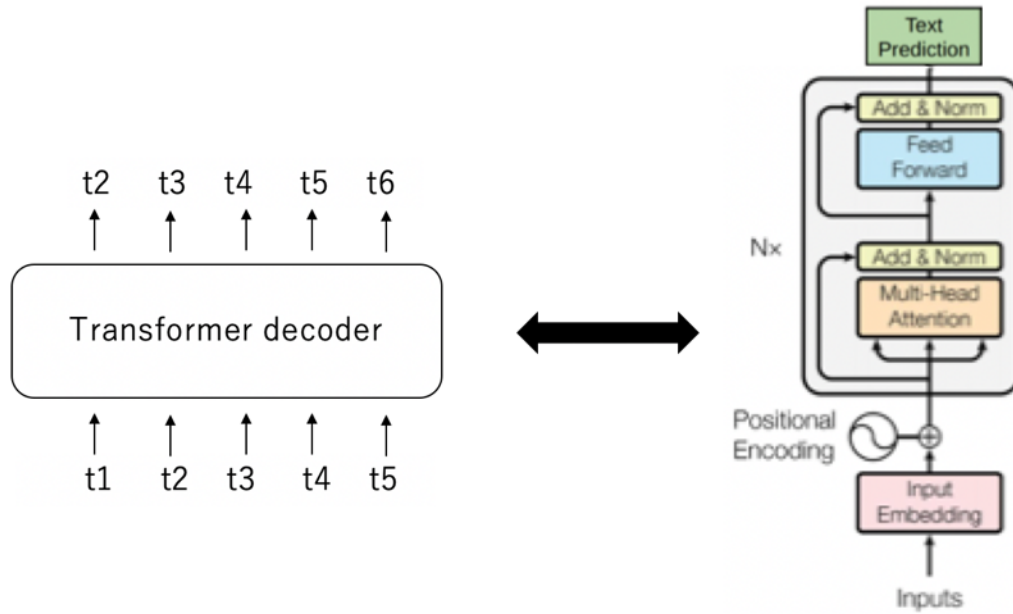 t2 t3 t4 t5 t6
Transformer decoder
t1 t2 t3 t4 t5
Text
Prediction
Add & Norm
Feed
Forward
N×
Add & Norm
Multi-Head
Attention
Positional
Encoding
Input
Embedding
Inputs